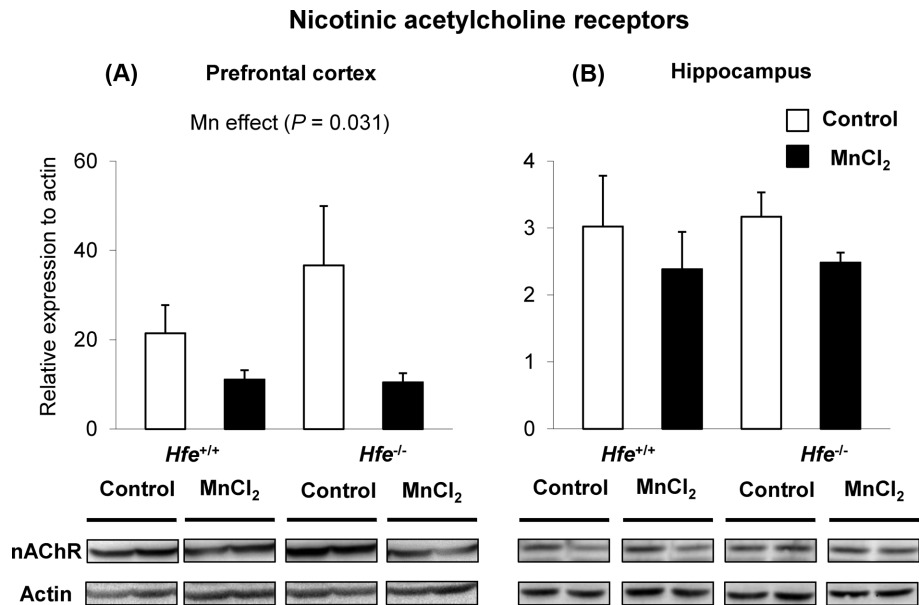 Nicotinic acetylcholine receptors
(A) Prefrontal cortex
Mn effect (P = 0.031)
Relative expression to actin
60
40
20
0
Hfe+/+ Hfe-/-
Control MnCl2 Control MnCl2
(B) Hippocampus
Control
MnCl2
4
3
2
1
0
Hfe+/+ Hfe-/-
Control MnCl2 Control MnCl2
nAChR
Actin